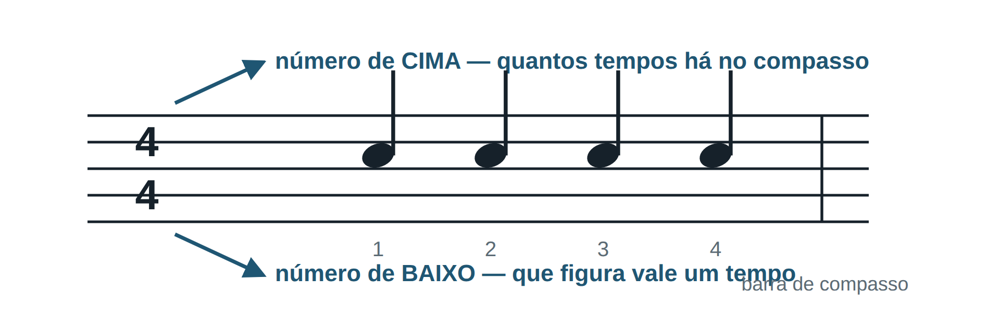 número de CIMA — quantos tempos há no compasso
4
4
1 2 3 4
número de BAIXO — que figura vale um tempo
barra de compasso